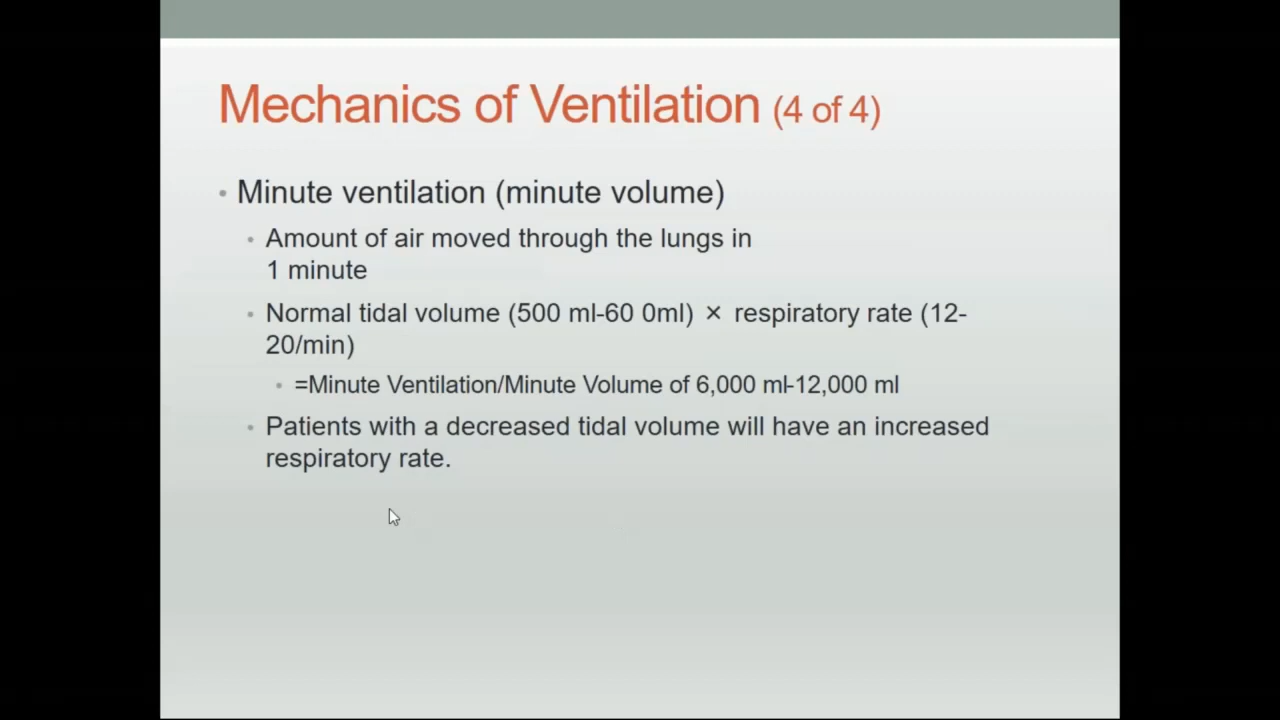 Mechanics of Ventilation (4 of 4)
• Minute ventilation (minute volume)
• Amount of air moved through the lungs in
1 minute
• Normal tidal volume (500 ml-60 0ml) × respiratory rate (12-
20/min)
• =Minute Ventilation/Minute Volume of 6,000 ml-12,000 ml
• Patients with a decreased tidal volume will have an increased
respiratory rate.